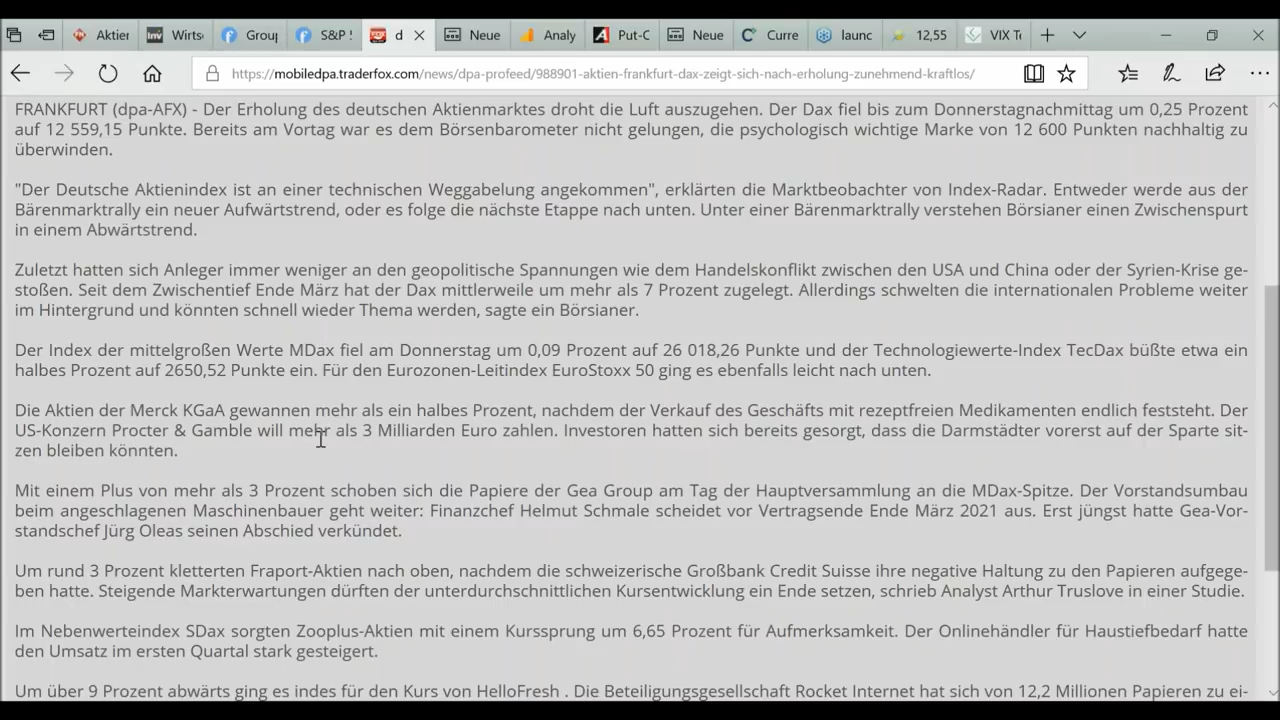 Aktier
Wirts
Group
S&P !
d
Neue
Analy
Put-C
Neue
Curre
launc
12,55
VIX Te
https://mobiledpa.traderfox.com/news/dpa-profeed/988901-aktien-frankfurt-dax-zeigt-sich-nach-erholung-zunehmend-kraftlos/
FRANKFURT (dpa-AFX) - Der Erholung des deutschen Aktienmarktes droht die Luft auszugehen. Der Dax fiel bis zum Donnerstagnachmittag um 0,25 Prozent
auf 12 559,15 Punkte. Bereits am Vortag war es dem Börsenbarometer nicht gelungen, die psychologisch wichtige Marke von 12 600 Punkten nachhaltig zu
überwinden.
"Der Deutsche Aktienindex ist an einer technischen Weggabelung angekommen", erklärten die Marktbeobachter von Index-Radar. Entweder werde aus der
Bärenmarktrally ein neuer Aufwärtstrend, oder es folge die nächste Etappe nach unten. Unter einer Bärenmarktrally verstehen Börsianer einen Zwischenspurt
in einem Abwärtstrend.
Zuletzt hatten sich Anleger immer weniger an den geopolitische Spannungen wie dem Handelskonflikt zwischen den USA und China oder der Syrien-Krise ge-
stoßen. Seit dem Zwischentief Ende März hat der Dax mittlerweile um mehr als 7 Prozent zugelegt. Allerdings schwelten die internationalen Probleme weiter
im Hintergrund und könnten schnell wieder Thema werden, sagte ein Börsianer.
Der Index der mittelgroßen Werte MDax fiel am Donnerstag um 0,09 Prozent auf 26 018,26 Punkte und der Technologiewerte-Index TecDax büßte etwa ein
halbes Prozent auf 2650,52 Punkte ein. Für den Eurozonen-Leitindex EuroStoxx 50 ging es ebenfalls leicht nach unten.
Die Aktien der Merck KGaA gewannen mehr als ein halbes Prozent, nachdem der Verkauf des Geschäfts mit rezeptfreien Medikamenten endlich feststeht. Der
US-Konzern Procter & Gamble will mehr als 3 Milliarden Euro zahlen. Investoren hatten sich bereits gesorgt, dass die Darmstädter vorerst auf der Sparte sit-
zen bleiben könnten.
Mit einem Plus von mehr als 3 Prozent schoben sich die Papiere der Gea Group am Tag der Hauptversammlung an die MDax-Spitze. Der Vorstandsumbau
beim angeschlagenen Maschinenbauer geht weiter: Finanzchef Helmut Schmale scheidet vor Vertragsende Ende März 2021 aus. Erst jüngst hatte Gea-Vor-
standschef Jürg Oleas seinen Abschied verkündet.
Um rund 3 Prozent kletterten Fraport-Aktien nach oben, nachdem die schweizerische Großbank Credit Suisse ihre negative Haltung zu den Papieren aufgege-
ben hatte. Steigende Markterwartungen dürften der unterdurchschnittlichen Kursentwicklung ein Ende setzen, schrieb Analyst Arthur Truslove in einer Studie.
Im Nebenwerteindex SDax sorgten Zooplus-Aktien mit einem Kurssprung um 6,65 Prozent für Aufmerksamkeit. Der Onlinehändler für Haustiefbedarf hatte
den Umsatz im ersten Quartal stark gesteigert.
Um über 9 Prozent abwärts ging es indes für den Kurs von HelloFresh . Die Beteiligungsgesellschaft Rocket Internet hat sich von 12,2 Millionen Papieren zu ei-